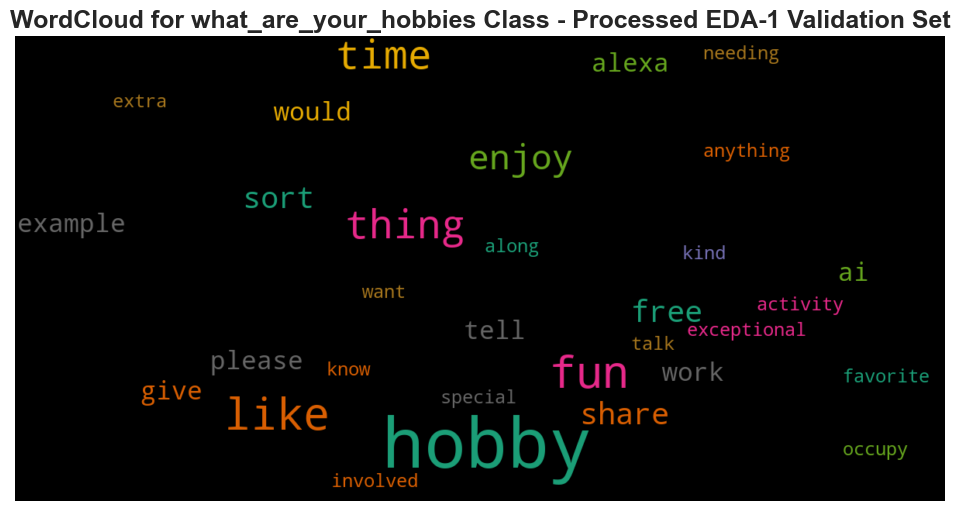 WordCloud for what_are_your_hobbies Class - Processed EDA-1 Validation Set
time
alexa
needing
extra
would
enjoy
anything
sort
example
thing
along
kind
ai
want
free
activity
tell
exceptional
talk
please
know
fun
work
favorite
give
special
like
share
hobby
occupy
involved